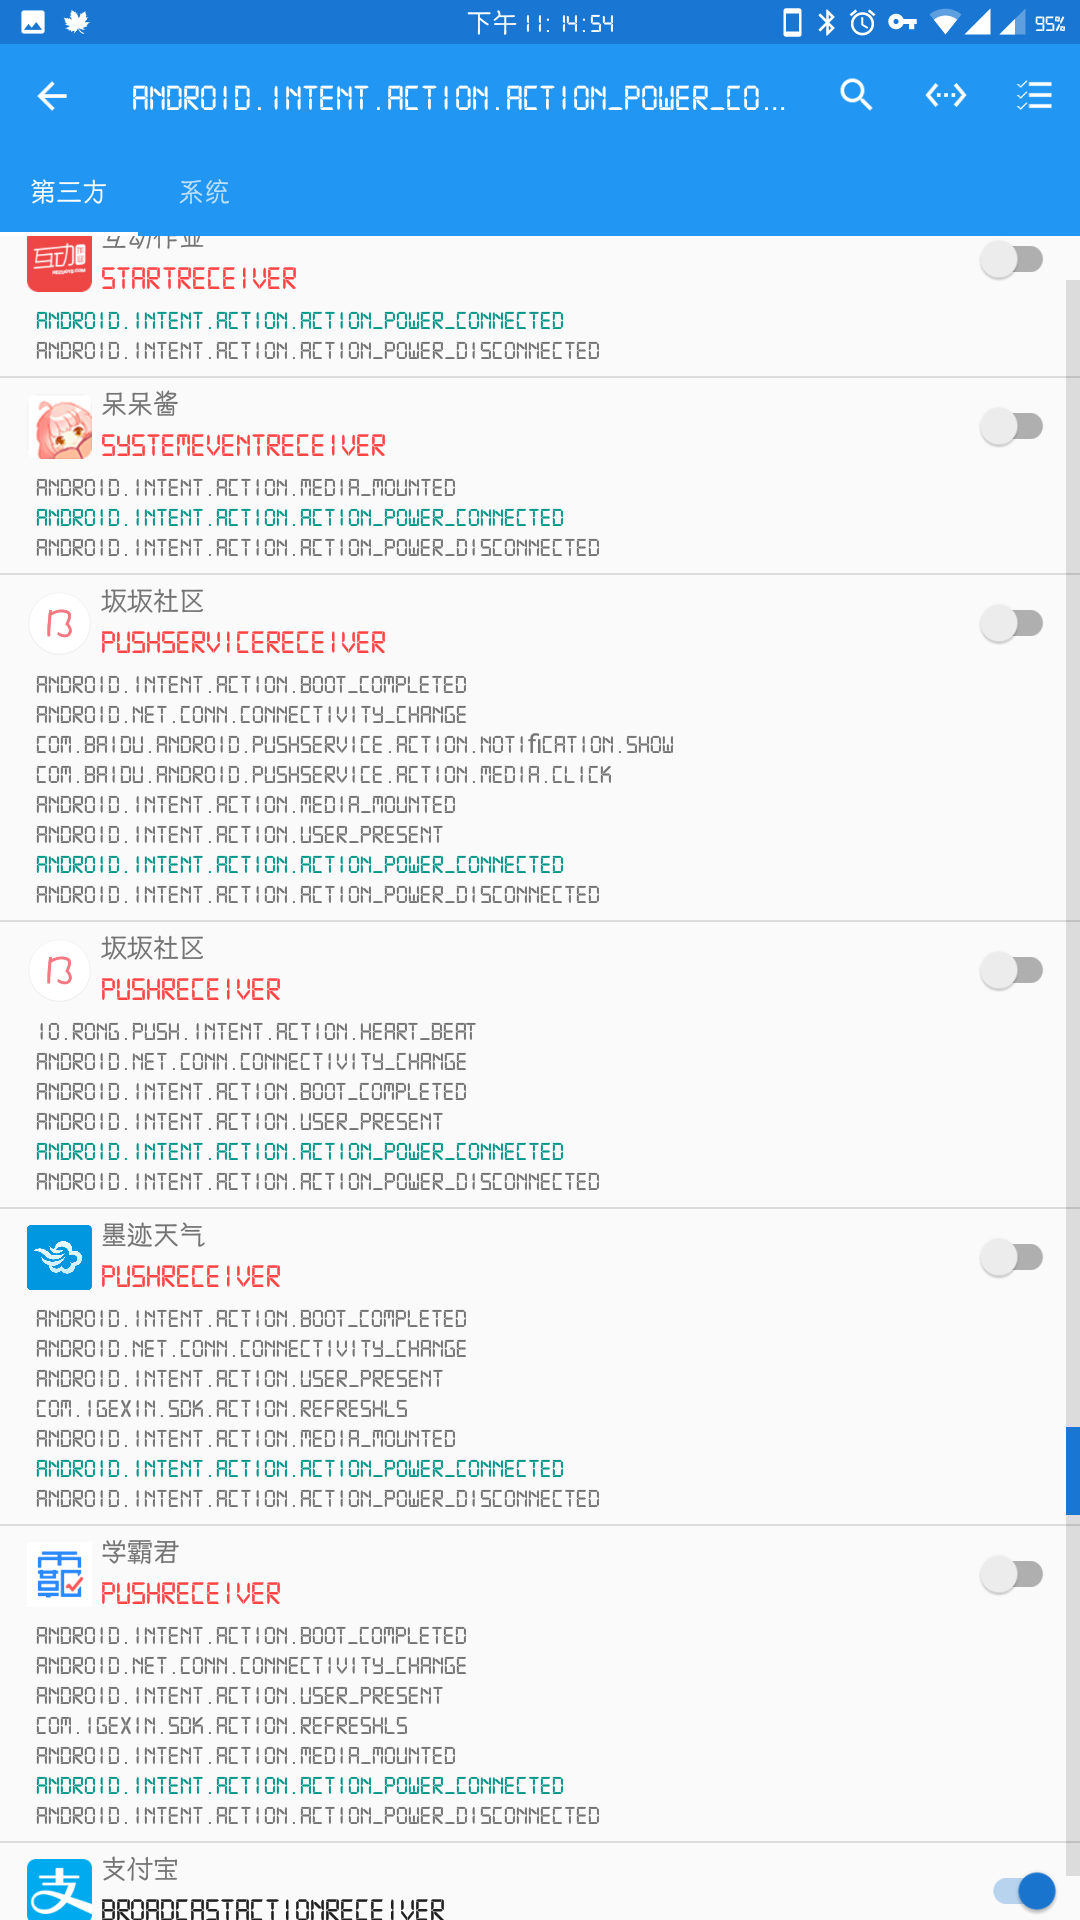 下午11:14:54
95%
ANDROID.INTENT.ACTION.ACTION_POWER_CO...
第三方
系统
互动作业
STARTRECEIVER
ANDROID.INTENT.ACTION.ACTION_POWER_CONNECTED
ANDROID.INTENT.ACTION.ACTION_POWER_DISCONNECTED
呆呆酱
SYSTEMEVENTRECEIVER
ANDROID.INTENT.ACTION.MEDIA_MOUNTED
ANDROID.INTENT.ACTION.ACTION_POWER_CONNECTED
ANDROID.INTENT.ACTION.ACTION_POWER_DISCONNECTED
坂坂社区
PUSHSERVICERECEIVER
ANDROID.INTENT.ACTION.BOOT_COMPLETED
ANDROID.NET.CONN.CONNECTIVITY_CHANGE
COM.BAIDU.ANDROID.PUSHSERVICE.ACTION.NOTIfiCATION.SHOW
COM.BAIDU.ANDROID.PUSHSERVICE.ACTION.MEDIA.CLICK
ANDROID.INTENT.ACTION.MEDIA_MOUNTED
ANDROID.INTENT.ACTION.USER_PRESENT
ANDROID.INTENT.ACTION.ACTION_POWER_CONNECTED
ANDROID.INTENT.ACTION.ACTION_POWER_DISCONNECTED
坂坂社区
PUSHRECEIVER
IO.RONG.PUSH.INTENT.ACTION.HEART_BEAT
ANDROID.NET.CONN.CONNECTIVITY_CHANGE
ANDROID.INTENT.ACTION.BOOT_COMPLETED
ANDROID.INTENT.ACTION.USER_PRESENT
ANDROID.INTENT.ACTION.ACTION_POWER_CONNECTED
ANDROID.INTENT.ACTION.ACTION_POWER_DISCONNECTED
墨迹天气
PUSHRECEIVER
ANDROID.INTENT.ACTION.BOOT_COMPLETED
ANDROID.NET.CONN.CONNECTIVITY_CHANGE
ANDROID.INTENT.ACTION.USER_PRESENT
COM.IGEXIN.SDK.ACTION.REFRESHLS
ANDROID.INTENT.ACTION.MEDIA_MOUNTED
ANDROID.INTENT.ACTION.ACTION_POWER_CONNECTED
ANDROID.INTENT.ACTION.ACTION_POWER_DISCONNECTED
学霸君
PUSHRECEIVER
ANDROID.INTENT.ACTION.BOOT_COMPLETED
ANDROID.NET.CONN.CONNECTIVITY_CHANGE
ANDROID.INTENT.ACTION.USER_PRESENT
COM.IGEXIN.SDK.ACTION.REFRESHLS
ANDROID.INTENT.ACTION.MEDIA_MOUNTED
ANDROID.INTENT.ACTION.ACTION_POWER_CONNECTED
ANDROID.INTENT.ACTION.ACTION_POWER_DISCONNECTED
支付宝
BROADCASTACTIONRECEIVER